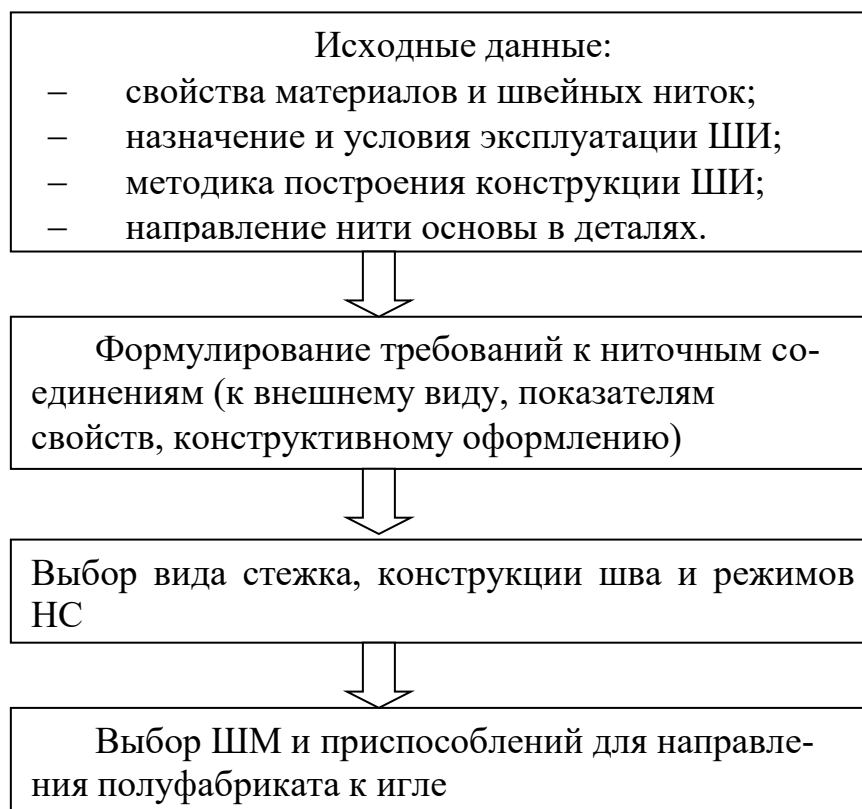 Исходные данные:
– свойства материалов и швейных ниток;
– назначение и условия эксплуатации ШИ;
– методика построения конструкции ШИ;
– направление нити основы в деталях.
Формулирование требований к ниточным со-
единениям (к внешнему виду, показателям
свойств, конструктивному оформлению)
Выбор вида стежка, конструкции шва и режимов
НС
Выбор ШМ и приспособлений для направле-
ния полуфабриката к игле